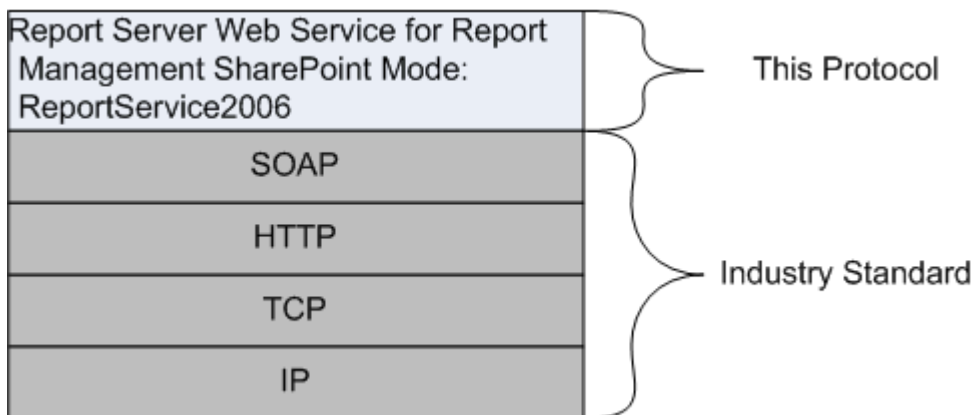 Report Server Web Service for Report
Management SharePoint Mode:
ReportService2006
This Protocol
SOAP
HTTP
TCP
IP
Industry Standard